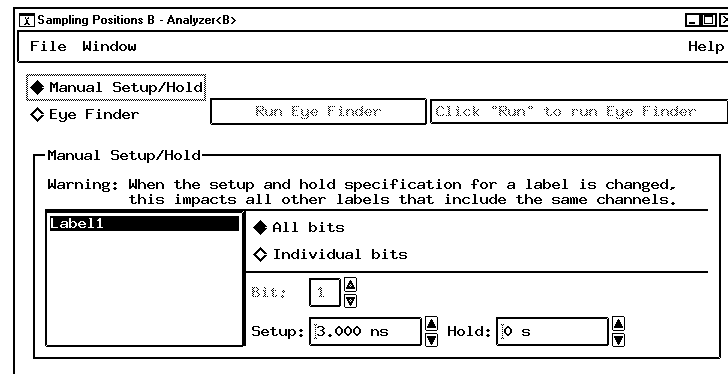 Sampling Positions B - Analyzer<B>
File Window Help
Manual Setup/Hold
Eye Finder Run Eye Finder Click "Run" to run Eye Finder
Manual Setup/Hold
Warning: When the setup and hold specification for a label is changed,
this impacts all other labels that include the same channels.
Label1
All bits
Individual bits
Bit: 1
Setup: 3.000 ns Hold: 0 s